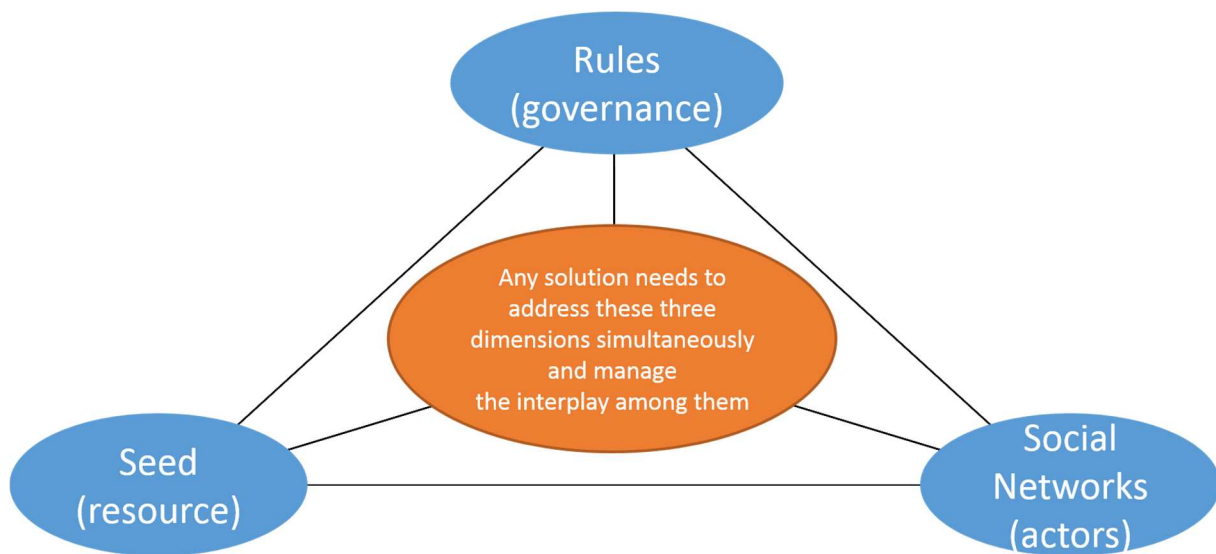 Rules
(governance)
Any solution needs to
address these three
dimensions simultaneously
and manage
the interplay among them
Seed
(resource)
Social
Networks
(actors)